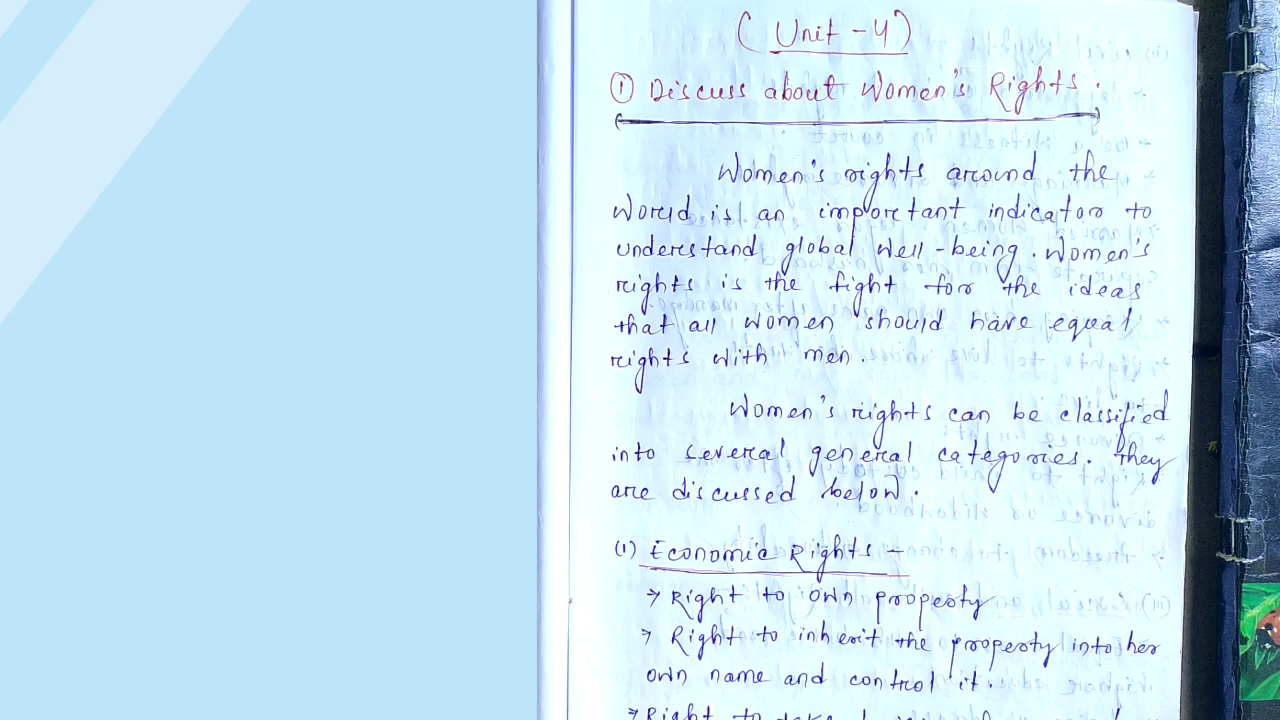 (Unit - 4)
① Discuss about Women's Rights.
Women's rights around the
World is an important indicator to
understand global well-being. Women's
rights is the fight for the ideas
that all women should have equal
rights with men.
Women's rights can be classified
into several general categories. They
are discussed below.
(1) Economic Rights -
→ Right to own property
→ Right to inherit the property into her
own name and control it.
→ Right to take